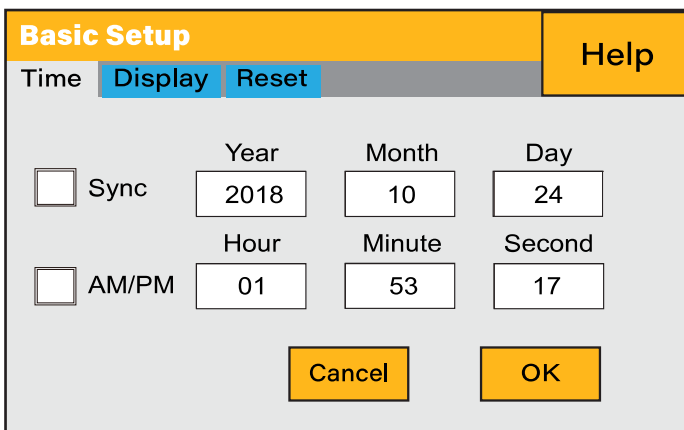 Basic Setup
Help
Time Display Reset
Year Month Day
Sync 2018 10 24
Hour Minute Second
AM/PM 01 53 17
Cancel OK